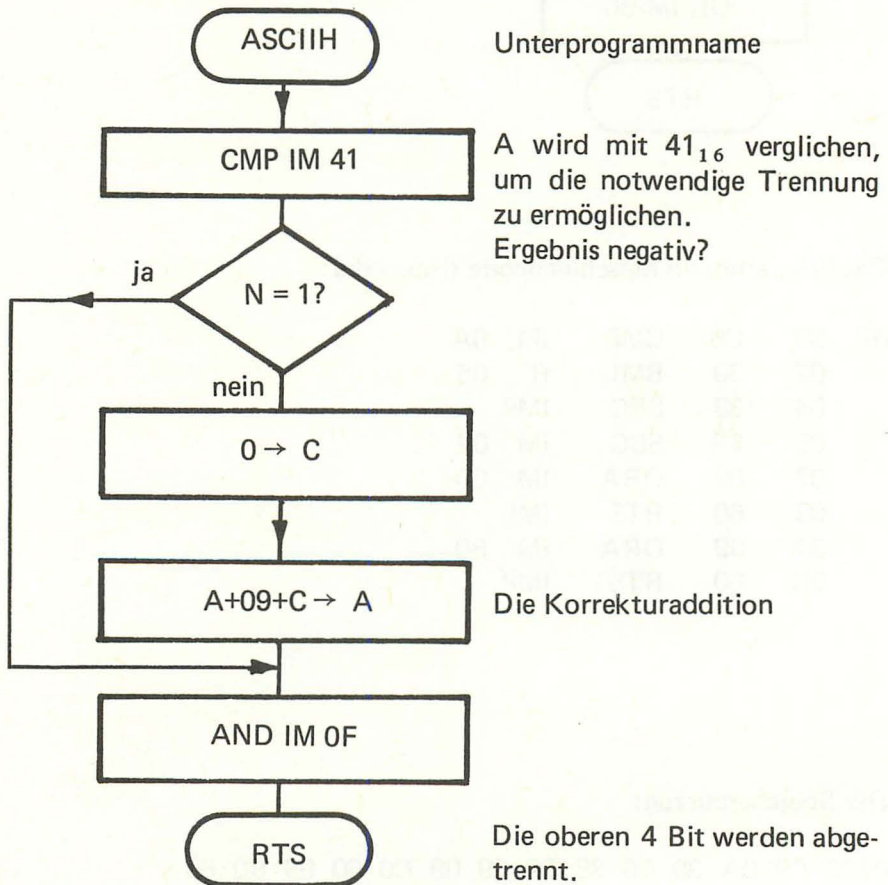 ASCIIH
Unterprogrammname
CMP IM 41
A wird mit 41₁₆ verglichen,
um die notwendige Trennung
zu ermöglichen.
Ergebnis negativ?
ja
N = 1?
nein
0 → C
A+09+C → A
Die Korrekturaddition
AND IM 0F
RTS
Die oberen 4 Bit werden abge-
trennt.